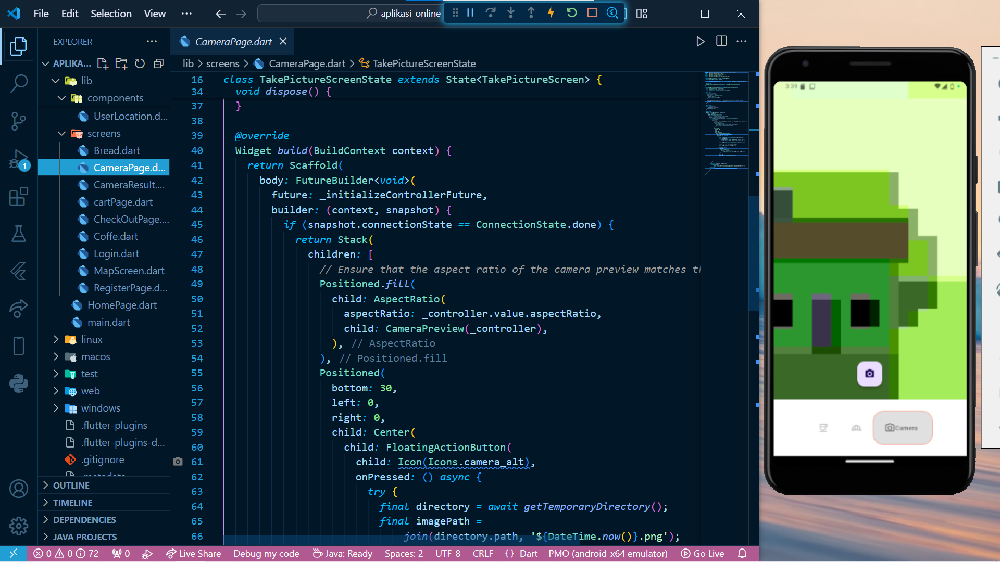 File Edit Selection View ···
aplikasi_online
EXPLORER
APLIKA...
lib
components
UserLocation.d...
screens
Bread.dart
CameraPage.d...
CameraResult....
cartPage.dart
CheckOutPage....
Coffe.dart
Login.dart
MapScreen.dart
RegisterPage.d...
HomePage.dart
main.dart
linux
macos
test
web
windows
.flutter-plugins
.flutter-plugins-d...
.gitignore
.metadata
OUTLINE
TIMELINE
DEPENDENCIES
JAVA PROJECTS
1
CameraPage.dart
lib > screens > CameraPage.dart > TakePictureScreenState
16 class TakePictureScreenState extends State<TakePictureScreen> {
34 void dispose() {
37 }
38
39 @override
40 Widget build(BuildContext context) {
41 return Scaffold(
42 body: FutureBuilder<void>(
43 future: _initializeControllerFuture,
44 builder: (context, snapshot) {
45 if (snapshot.connectionState == ConnectionState.done) {
46 return Stack(
47 children: [
48 // Ensure that the aspect ratio of the camera preview matches th
49 Positioned.fill(
50 child: AspectRatio(
51 aspectRatio: _controller.value.aspectRatio,
52 child: CameraPreview(_controller),
53 ), // AspectRatio
54 ), // Positioned.fill
55 Positioned(
56 bottom: 30,
57 left: 0,
58 right: 0,
59 child: Center(
60 child: FloatingActionButton(
61 child: Icon(Icons.camera_alt),
62 onPressed: () async {
63 try {
64 final directory = await getTemporaryDirectory();
65 final imagePath =
66 join(directory.path, '${DateTime.now()}.png');
0 0 72 0 Live Share Debug my code Java: Ready Spaces: 2 UTF-8 CRLF {} Dart PMO (android-x64 emulator) Go Live
3:39
Camera